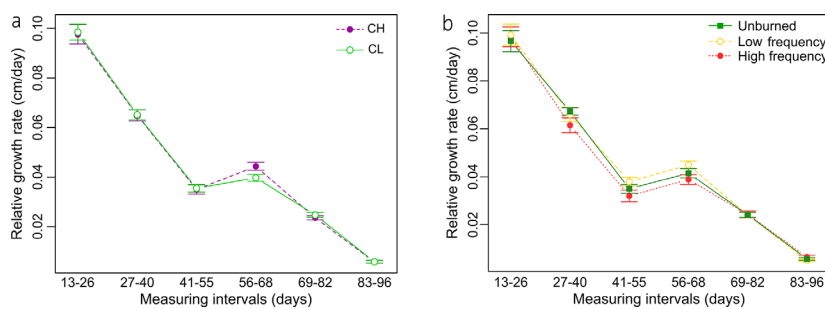 a
CH
CL
Relative growth rate (cm/day)
0.10
0.08
0.06
0.04
0.02
13-26 27-40 41-55 56-68 69-82 83-96
Measuring intervals (days)
b
Unburned
Low frequency
High frequency
Relative growth rate (cm/day)
0.10
0.08
0.06
0.04
0.02
13-26 27-40 41-55 56-68 69-82 83-96
Measuring intervals (days)